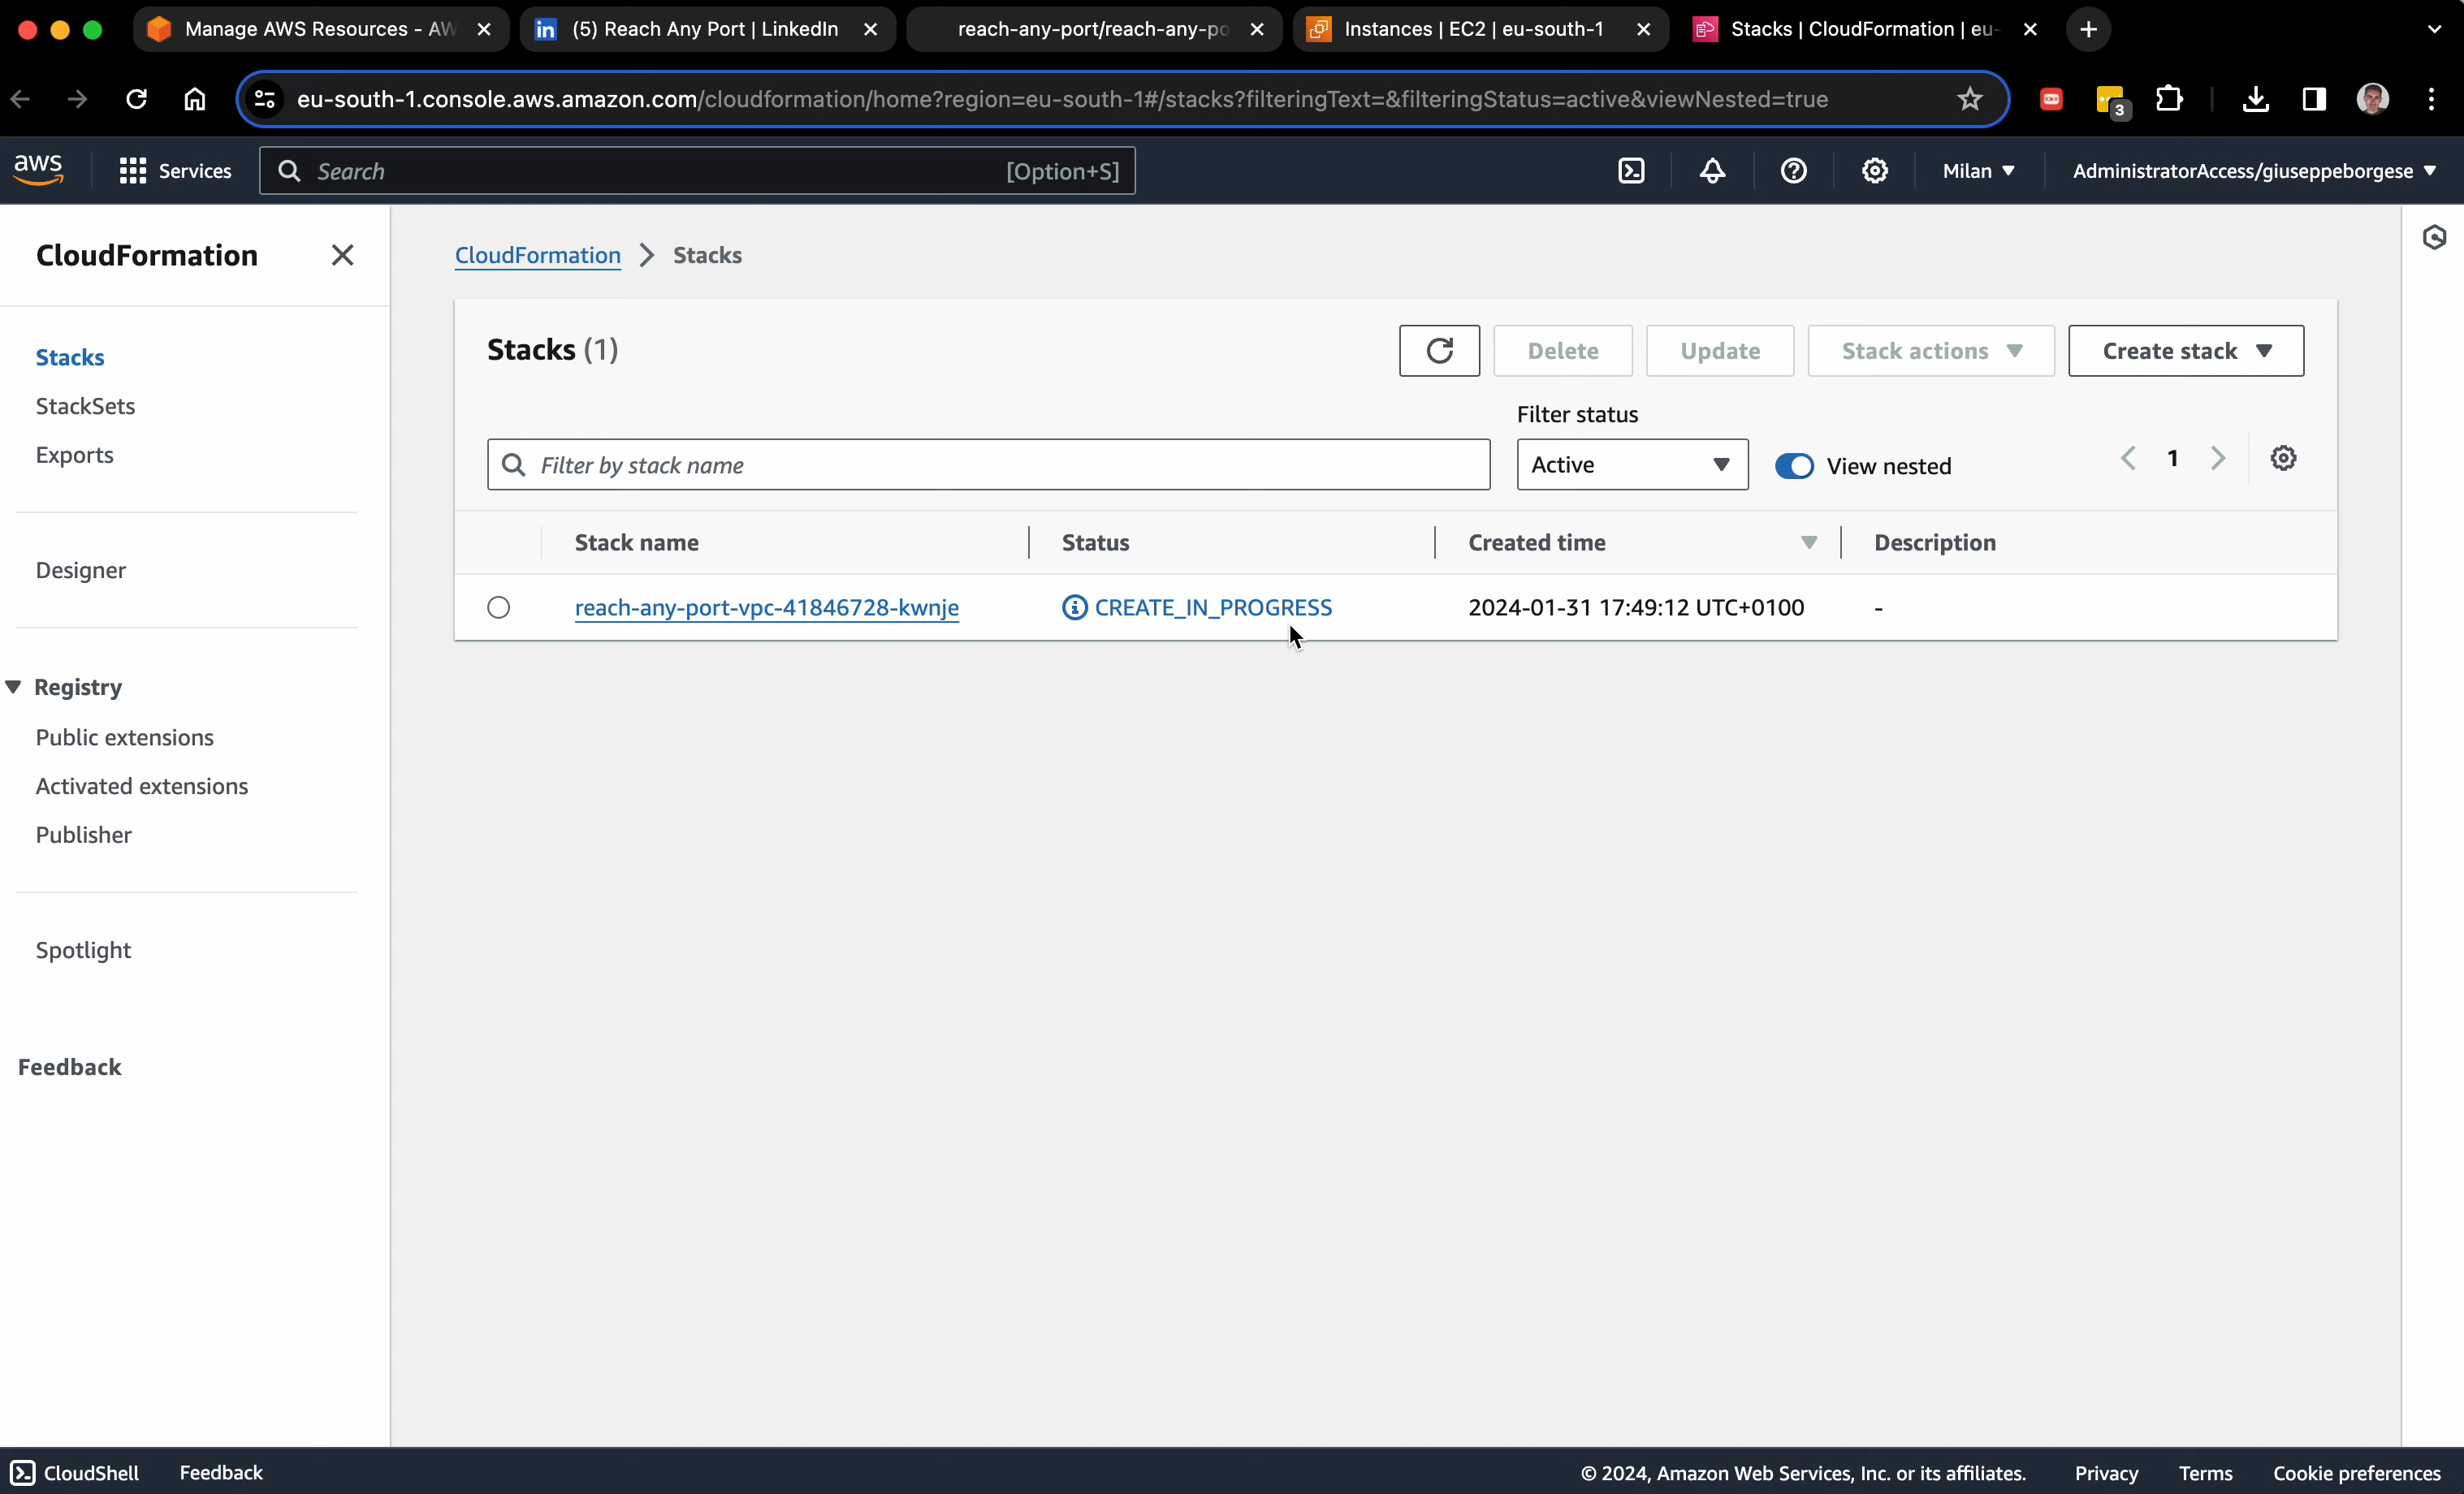 Manage AWS Resources - AW
(5) Reach Any Port | LinkedIn
reach-any-port/reach-any-po
Instances | EC2 | eu-south-1
Stacks | CloudFormation | eu-
eu-south-1.console.aws.amazon.com/cloudformation/home?region=eu-south-1#/stacks?filteringText=&filteringStatus=active&viewNested=true
3
aws
Services
Search
[Option+S]
Milan
AdministratorAccess/giuseppeborgese
CloudFormation
CloudFormation > Stacks
Stacks
StackSets
Exports
Designer
Registry
Public extensions
Activated extensions
Publisher
Spotlight
Feedback
Stacks (1)
Delete
Update
Stack actions
Create stack
Filter status
Filter by stack name
Active
View nested
1
Stack name
Status
Created time
Description
reach-any-port-vpc-41846728-kwnje
CREATE_IN_PROGRESS
2024-01-31 17:49:12 UTC+0100
-
CloudShell
Feedback
© 2024, Amazon Web Services, Inc. or its affiliates.
Privacy
Terms
Cookie preferences